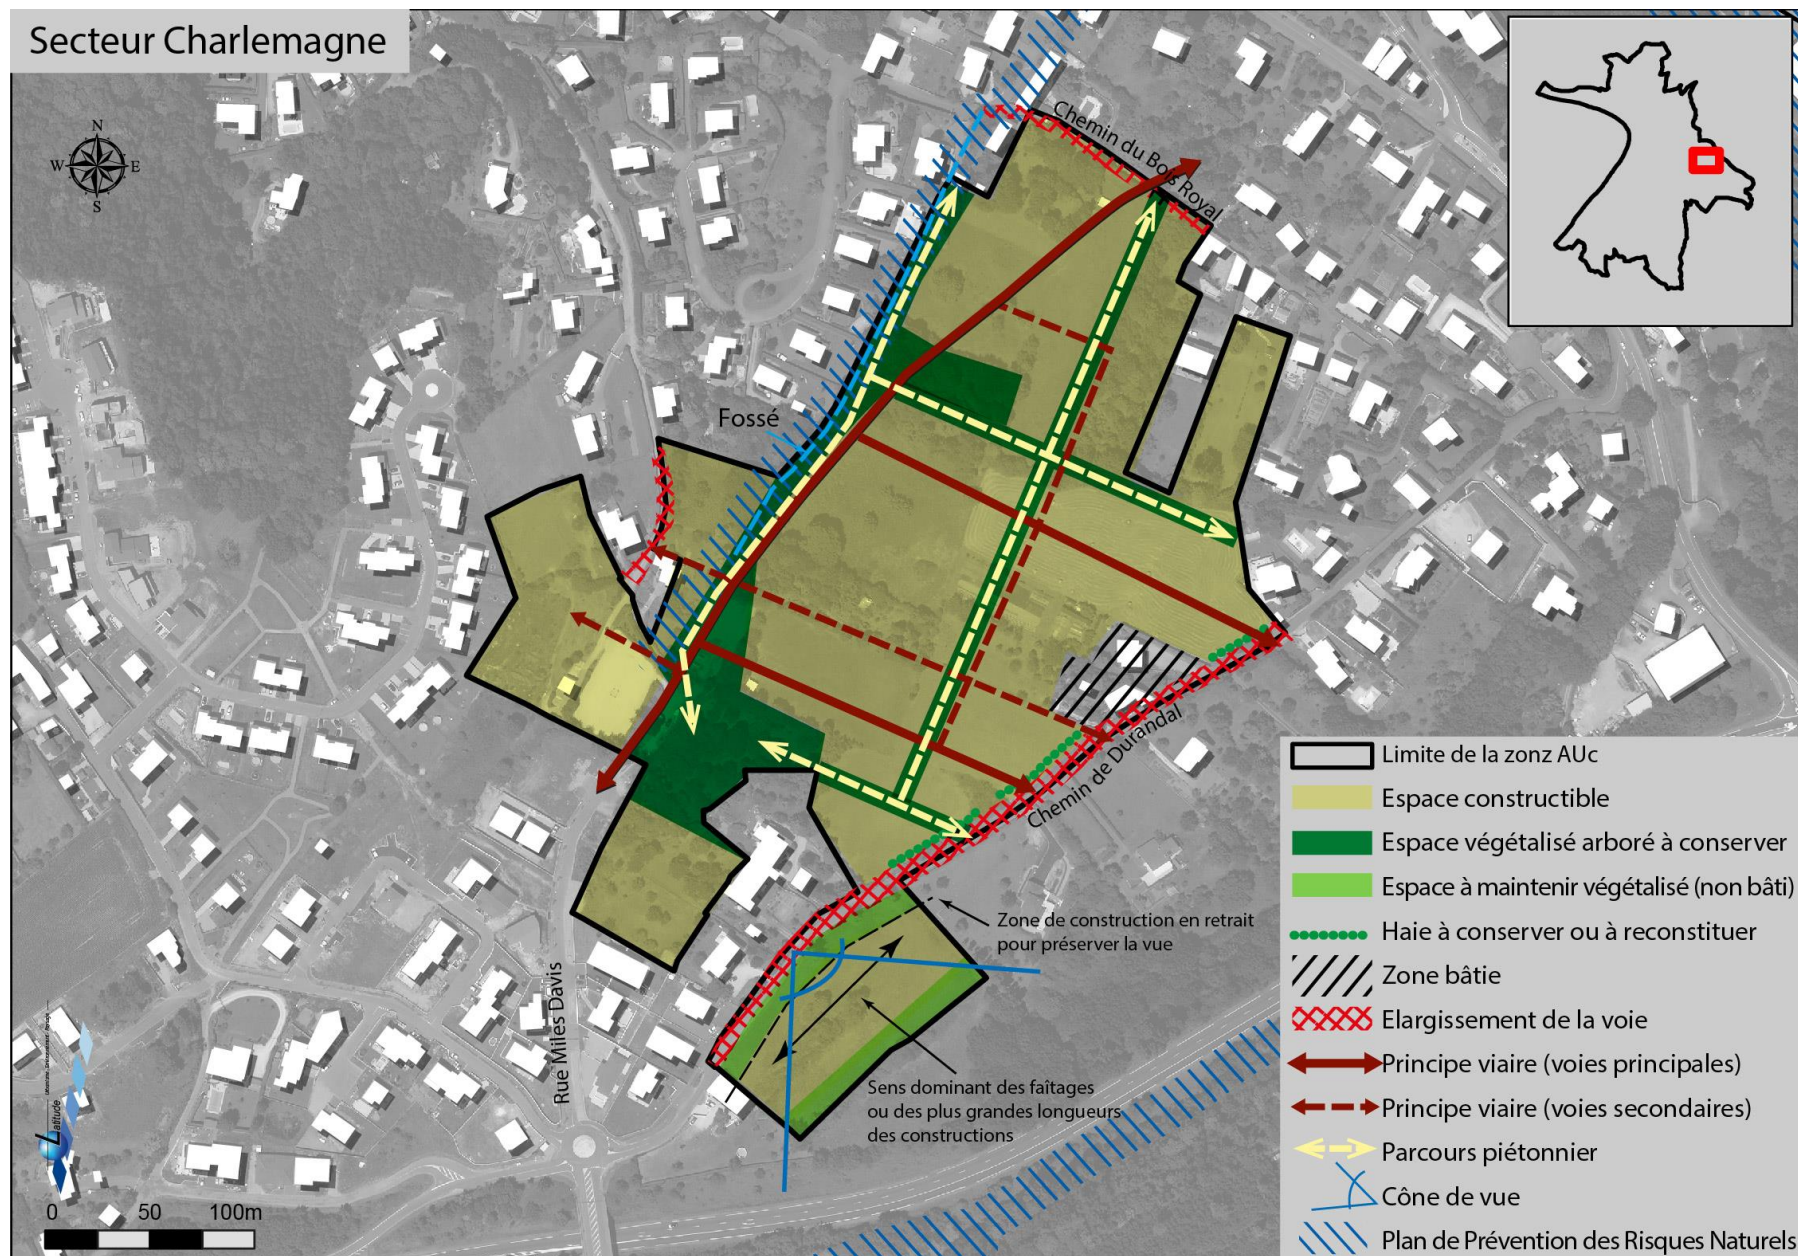 Secteur Charlemagne
N
W
E
S
Chemin du Bois Royal
Fossé
Chemin de Durandal
Zone de construction en retrait
pour préserver la vue
Sens dominant des faîtages
ou des plus grandes longueurs
des constructions
Rue Miles Davis
Latitude
0 50 100m
Limite de la zonz AUc
Espace constructible
Espace végétalisé arboré à conserver
Espace à maintenir végétalisé (non bâti)
Haie à conserver ou à reconstituer
Zone bâtie
Elargissement de la voie
Principe viaire (voies principales)
Principe viaire (voies secondaires)
Parcours piétonnier
Cône de vue
Plan de Prévention des Risques Naturels